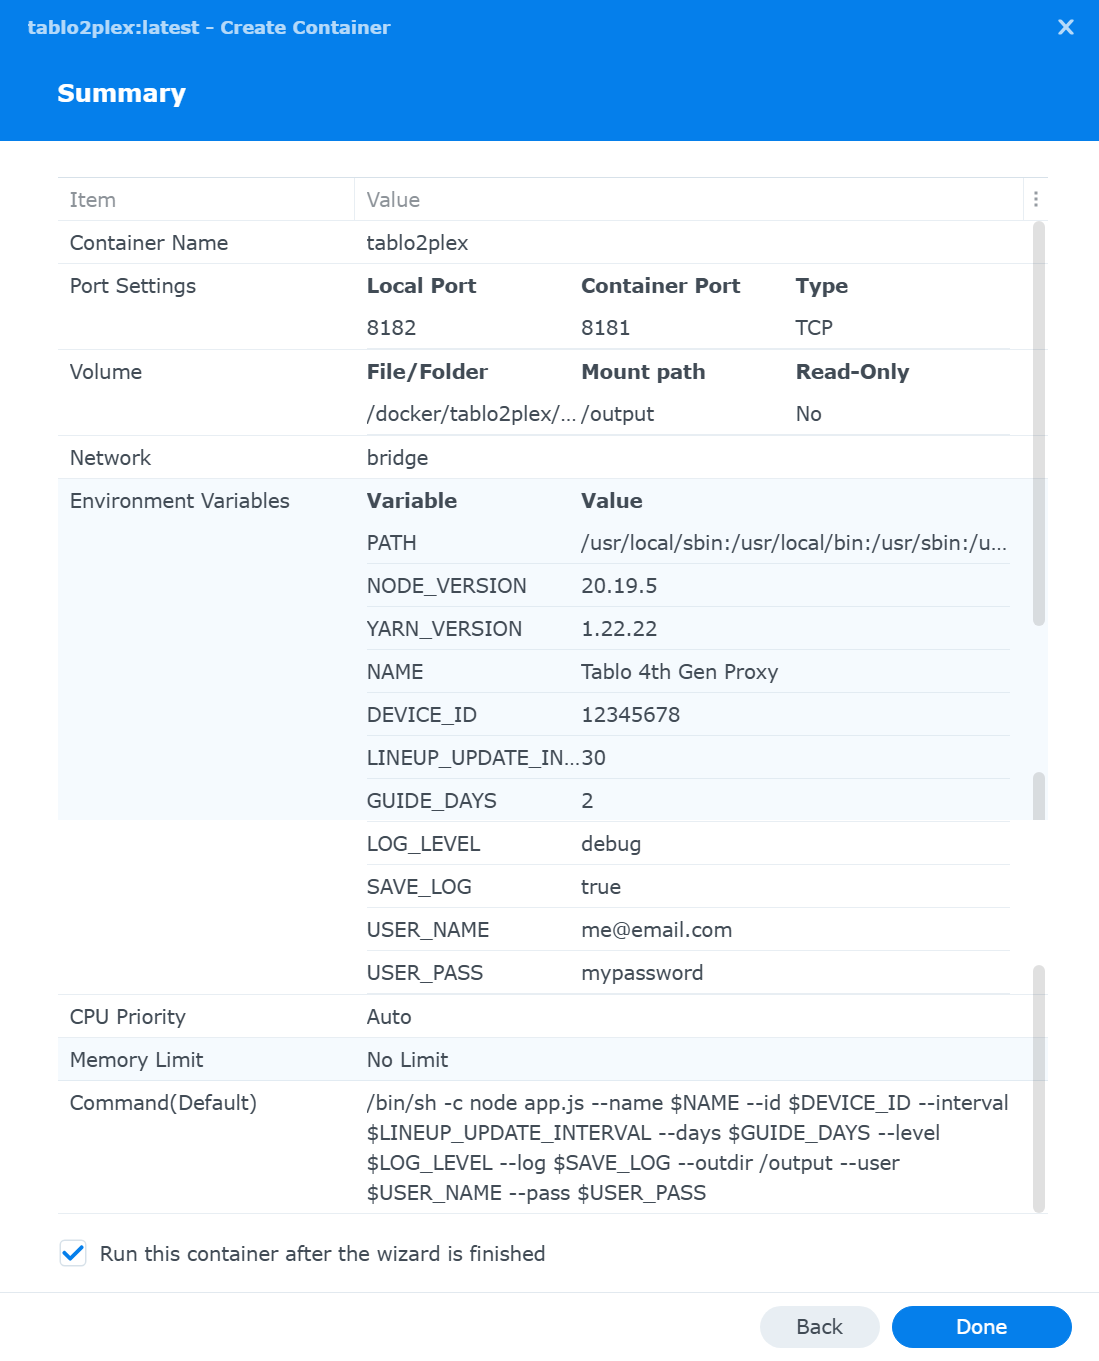 tablo2plex:latest - Create Container
Summary
Item Value
Container Name tablo2plex
Port Settings Local Port Container Port Type
8182 8181 TCP
Volume File/Folder Mount path Read-Only
/docker/tablo2plex/... /output No
Network bridge
Environment Variables Variable Value
PATH /usr/local/sbin:/usr/local/bin:/usr/sbin:/u...
NODE_VERSION 20.19.5
YARN_VERSION 1.22.22
NAME Tablo 4th Gen Proxy
DEVICE_ID 12345678
LINEUP_UPDATE_IN... 30
GUIDE_DAYS 2
LOG_LEVEL debug
SAVE_LOG true
USER_NAME me@email.com
USER_PASS mypassword
CPU Priority Auto
Memory Limit No Limit
Command(Default) /bin/sh -c node app.js --name $NAME --id $DEVICE_ID --interval
$LINEUP_UPDATE_INTERVAL --days $GUIDE_DAYS --level
$LOG_LEVEL --log $SAVE_LOG --outdir /output --user
$USER_NAME --pass $USER_PASS
Run this container after the wizard is finished
Back Done